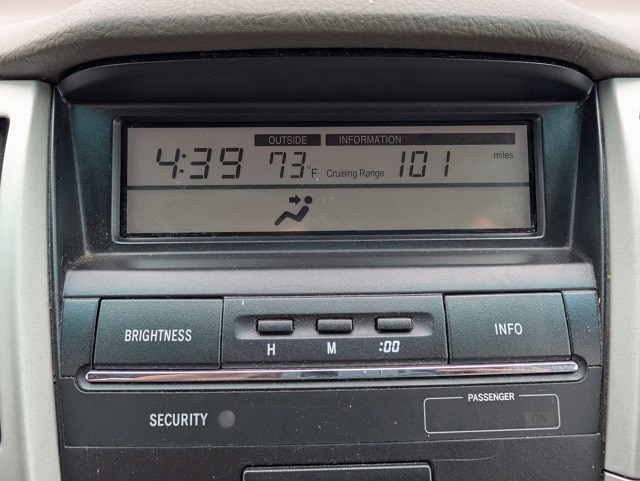 OUTSIDE INFORMATION
4:39 73°F Cruising Range 101 miles
BRIGHTNESS
H M :00
INFO
SECURITY
PASSENGER